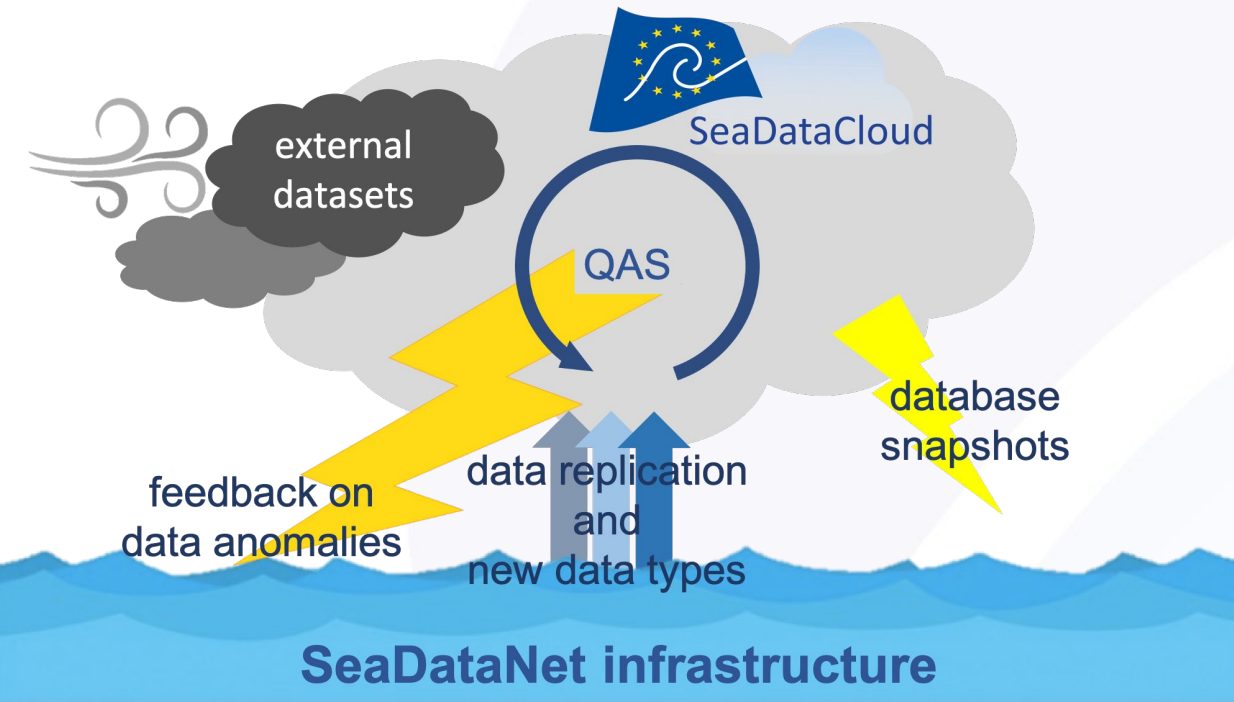 SeaDataCloud
external
datasets
QAS
database
snapshots
feedback on
data anomalies
data replication
and
new data types
SeaDataNet infrastructure